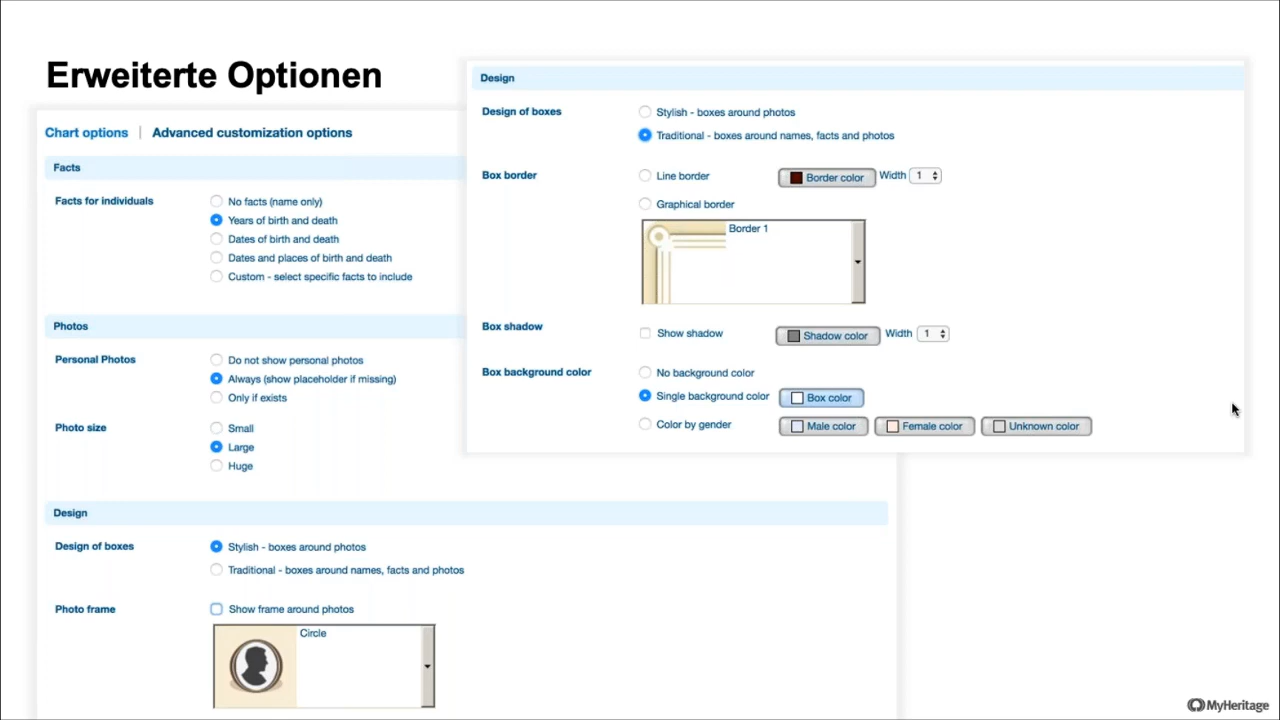 Erweiterte Optionen
Chart options | Advanced customization options
Facts
Facts for individuals
No facts (name only)
Years of birth and death
Dates of birth and death
Dates and places of birth and death
Custom - select specific facts to include
Photos
Personal Photos
Do not show personal photos
Always (show placeholder if missing)
Only if exists
Photo size
Small
Large
Huge
Design
Design of boxes
Stylish - boxes around photos
Traditional - boxes around names, facts and photos
Photo frame
Show frame around photos
Circle
Design
Design of boxes
Stylish - boxes around photos
Traditional - boxes around names, facts and photos
Box border
Line border
Border color
Width 1
Graphical border
Border 1
Box shadow
Show shadow
Shadow color
Width 1
Box background color
No background color
Single background color
Box color
Color by gender
Male color
Female color
Unknown color
MyHeritage